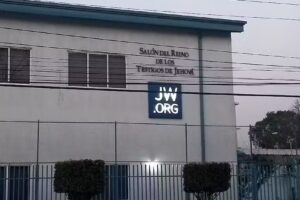 SALÓN DEL REINO
DE LOS
TESTIGOS DE JEHOVÁ
JW
.ORG